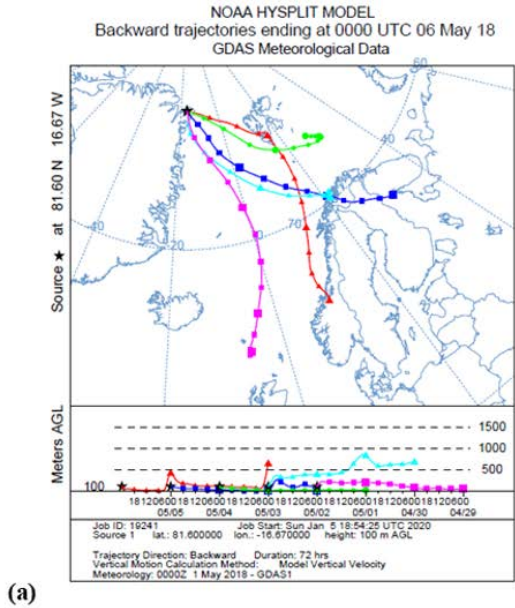 NOAA HYSPLIT MODEL
Backward trajectories ending at 0000 UTC 06 May 18
GDAS Meteorological Data
Source ★ at 81.60 N 16.67 W
60
40
40
20
70
0
Meters AGL
1500
1000
500
100
1812060018120600181206001812060018120600181206001812060 0
05/05 05/04 05/03 05/02 05/01 04/30 04/29
Job ID: 19241 Job Start: Sun Jan 5 18:54:25 UTC 2020
Source 1 lat.: 81.600000 lon.: -16.670000 height: 100 m AGL
Trajectory Direction: Backward Duration: 72 hrs
Vertical Motion Calculation Method: Model Vertical Velocity
Meteorology: 0000Z 1 May 2018 - GDAS1
(a)